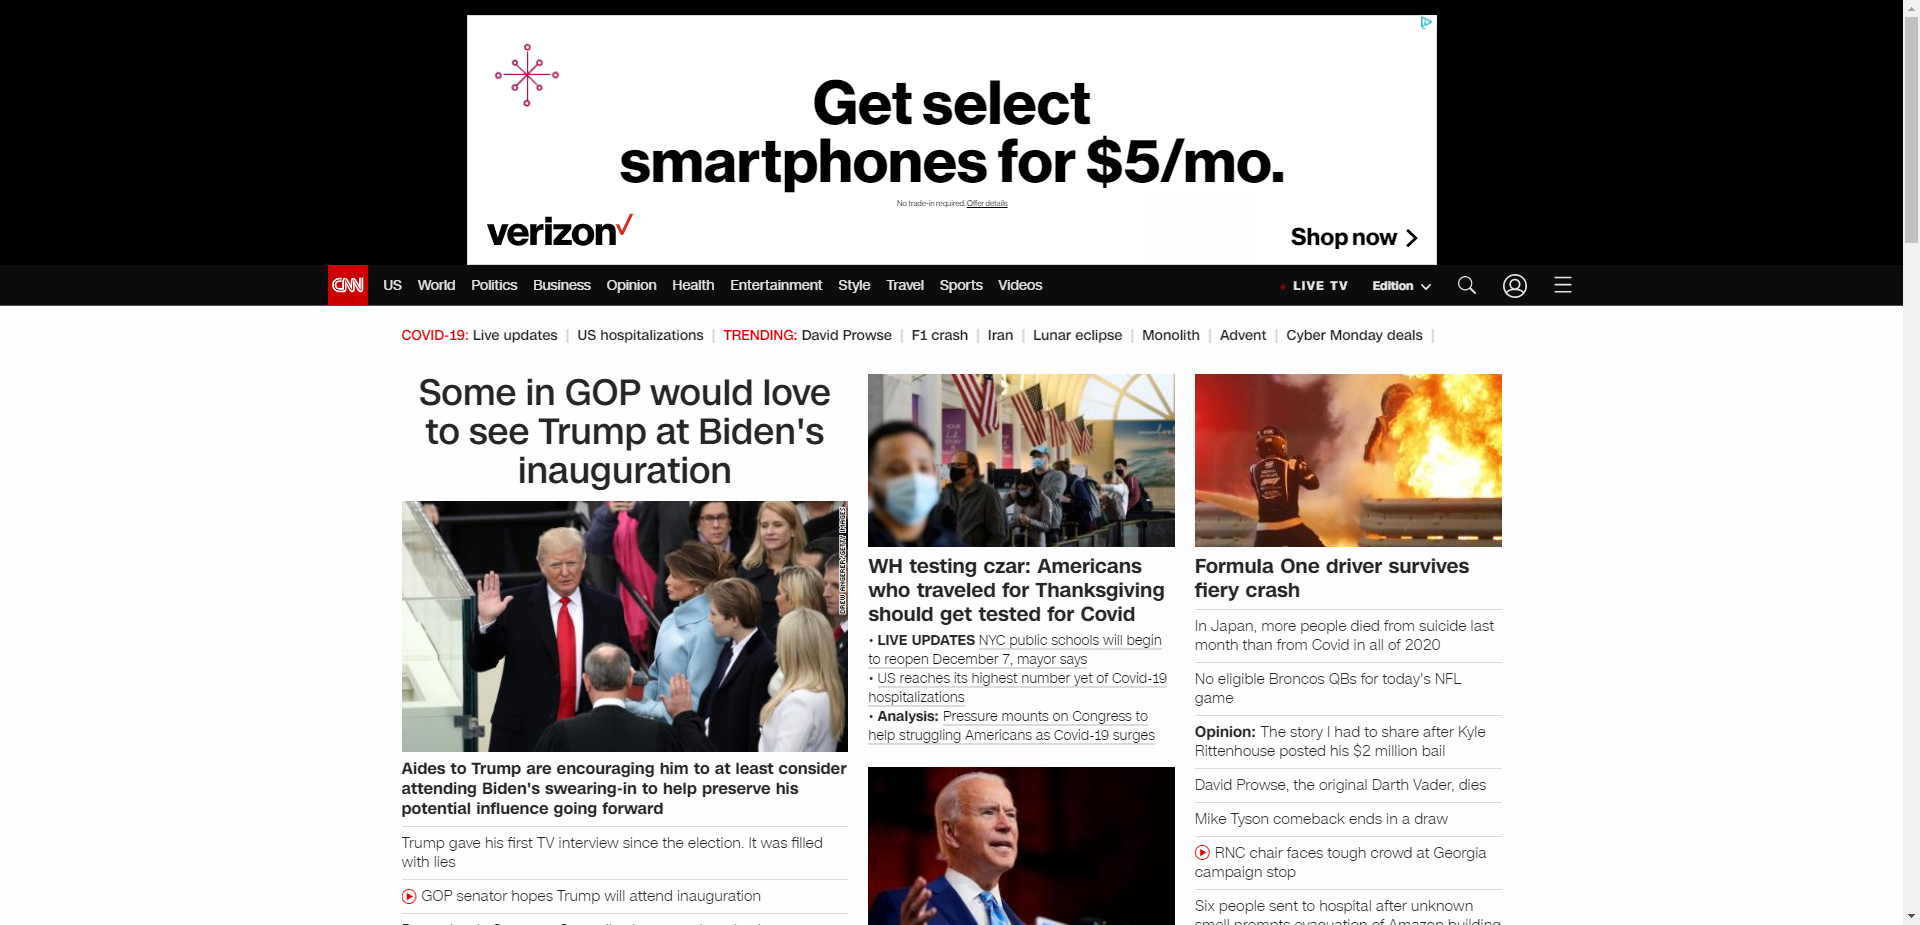 Get select
smartphones for $5/mo.
No trade-in required. Offer details
verizon
Shop now
CNN
US
World
Politics
Business
Opinion
Health
Entertainment
Style
Travel
Sports
Videos
LIVE TV
Edition
COVID-19: Live updates | US hospitalizations | TRENDING: David Prowse | F1 crash | Iran | Lunar eclipse | Monolith | Advent | Cyber Monday deals |
Some in GOP would love
to see Trump at Biden's
inauguration
DREW ANGERER/GETTY IMAGES
Aides to Trump are encouraging him to at least consider
attending Biden's swearing-in to help preserve his
potential influence going forward
Trump gave his first TV interview since the election. It was filled
with lies
GOP senator hopes Trump will attend inauguration
WH testing czar: Americans
who traveled for Thanksgiving
should get tested for Covid
• LIVE UPDATES NYC public schools will begin
to reopen December 7, mayor says
• US reaches its highest number yet of Covid-19
hospitalizations
• Analysis: Pressure mounts on Congress to
help struggling Americans as Covid-19 surges
Formula One driver survives
fiery crash
In Japan, more people died from suicide last
month than from Covid in all of 2020
No eligible Broncos QBs for today's NFL
game
Opinion: The story I had to share after Kyle
Rittenhouse posted his $2 million bail
David Prowse, the original Darth Vader, dies
Mike Tyson comeback ends in a draw
RNC chair faces tough crowd at Georgia
campaign stop
Six people sent to hospital after unknown
smell prompts evacuation of Amazon building